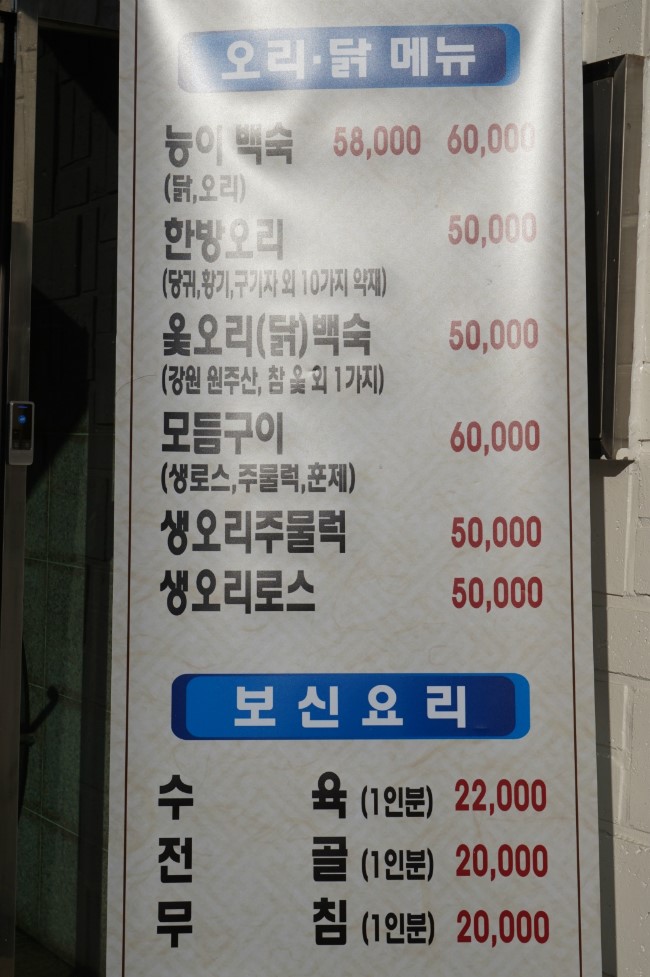 오리·닭 메뉴
능이 백숙 58,000 60,000
(닭,오리)
한방오리 50,000
(당귀,황기,구기자 외 10가지 약재)
옻오리(닭)백숙 50,000
(강원 원주산, 참 옻 외 1가지)
모듬구이 60,000
(생로스,주물럭,훈제)
생오리주물럭 50,000
생오리로스 50,000
보신요리
수 육 (1인분) 22,000
전 골 (1인분) 20,000
무 침 (1인분) 20,000